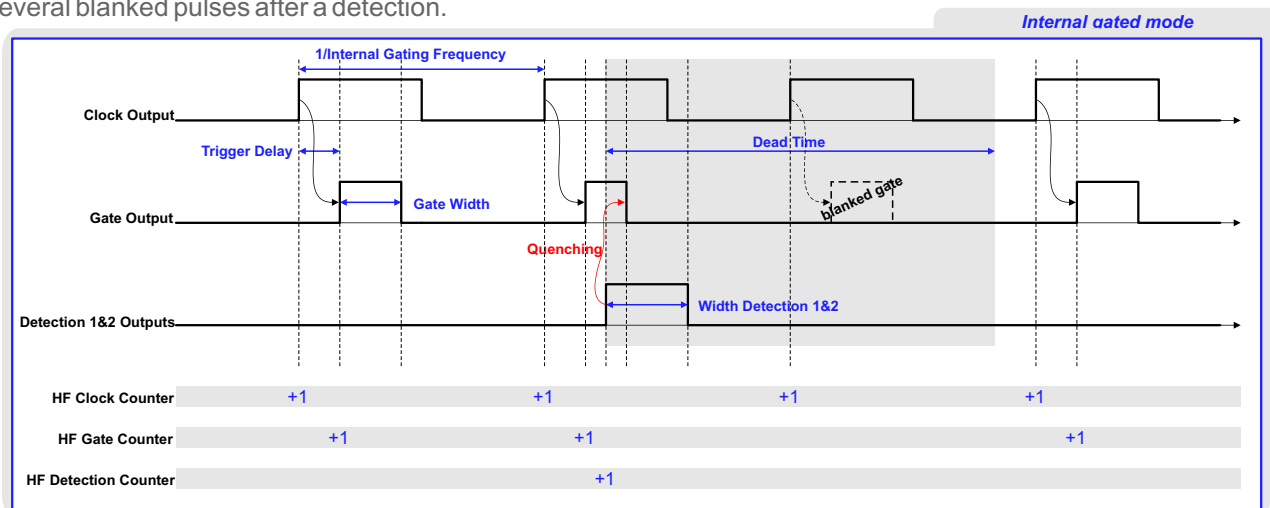 everal blanked pulses after a detection.
Internal gated mode
1/Internal Gating Frequency
Clock Output
Trigger Delay
Dead Time
Gate Output
Gate Width
blanked gate
Quenching
Width Detection 1&2
Detection 1&2 Outputs
HF Clock Counter +1 +1 +1 +1
HF Gate Counter +1 +1 +1
HF Detection Counter +1